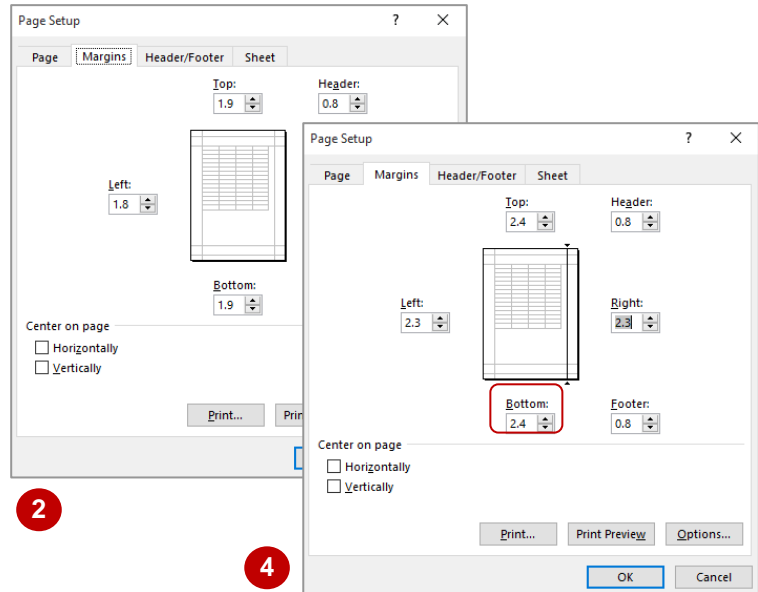 Page Setup ? ×
Page Margins Header/Footer Sheet
Top: Header:
1.9 0.8
Left:
1.8
Bottom:
1.9
Center on page
Horizontally
Vertically
Print...
2
Page Setup ? ×
Page Margins Header/Footer Sheet
Top: Header:
2.4 0.8
Left: Right:
2.3 2.3
Bottom: Footer:
2.4 0.8
Center on page
Horizontally
Vertically
Print... Print Preview Options...
OK Cancel
4